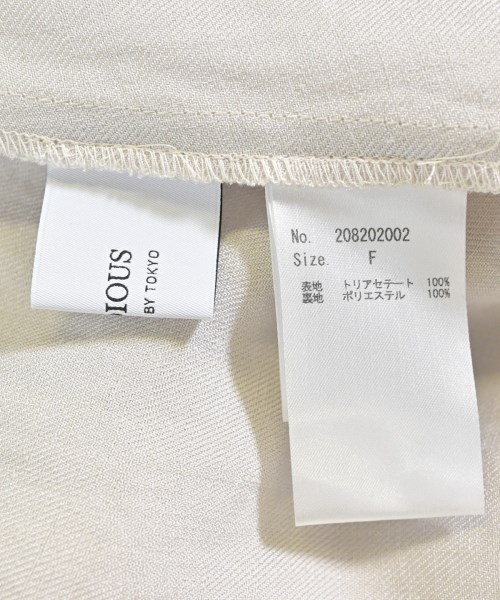 DIOUS
BY TOKYO
No. 208202002
Size. F
表地 トリアセテート 100%
裏地 ポリエステル 100%